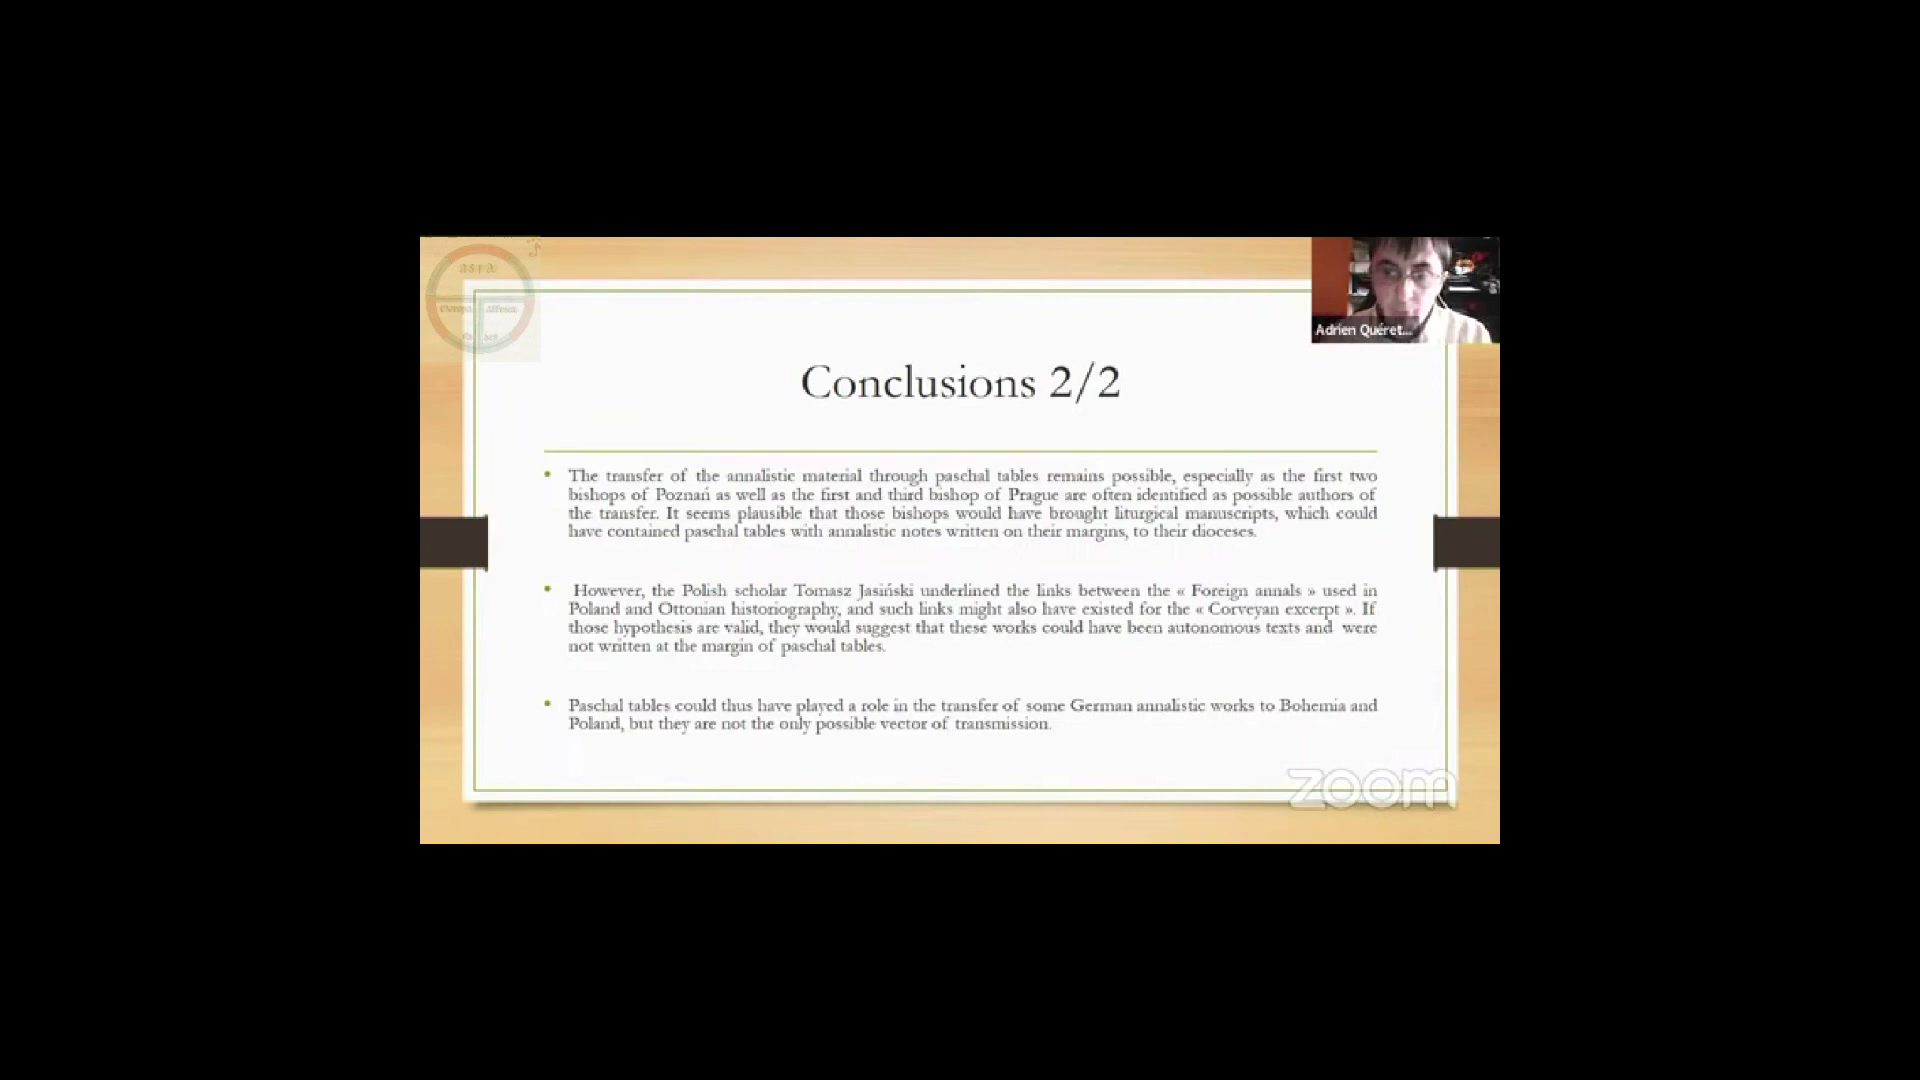 asia
Adrien Quéret...
Conclusions 2/2
• The transfer of the annalistic material through paschal tables remains possible, especially as the first two
bishops of Poznań as well as the first and third bishop of Prague are often identified as possible authors of
the transfer. It seems plausible that those bishops would have brought liturgical manuscripts, which could
have contained paschal tables with annalistic notes written on their margins, to their dioceses.
• However, the Polish scholar Tomasz Jasiński underlined the links between the « Foreign annals » used in
Poland and Ottonian historiography, and such links might also have existed for the « Corveyan excerpt ». If
those hypothesis are valid, they would suggest that these works could have been autonomous texts and were
not written at the margin of paschal tables.
• Paschal tables could thus have played a role in the transfer of some German annalistic works to Bohemia and
Poland, but they are not the only possible vector of transmission.
zoom